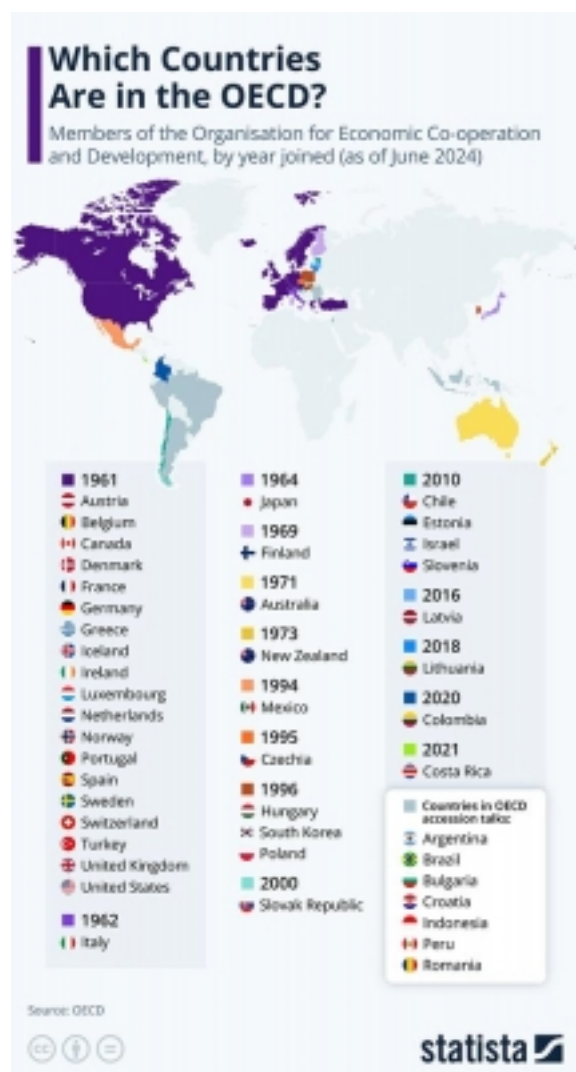 Which Countries
Are in the OECD?
Members of the Organisation for Economic Co-operation
and Development, by year joined (as of June 2024)
1961
Austria
Belgium
Canada
Denmark
France
Germany
Greece
Iceland
Ireland
Luxembourg
Netherlands
Norway
Portugal
Spain
Sweden
Switzerland
Turkey
United Kingdom
United States
1962
Italy
1964
Japan
1969
Finland
1971
Australia
1973
New Zealand
1994
Mexico
1995
Czechia
1996
Hungary
South Korea
Poland
2000
Slovak Republic
2010
Chile
Estonia
Israel
Slovenia
2016
Latvia
2018
Lithuania
2020
Colombia
2021
Costa Rica
Countries in OECD
accession talks:
Argentina
Brazil
Bulgaria
Croatia
Indonesia
Peru
Romania
Source: OECD
cc
statista